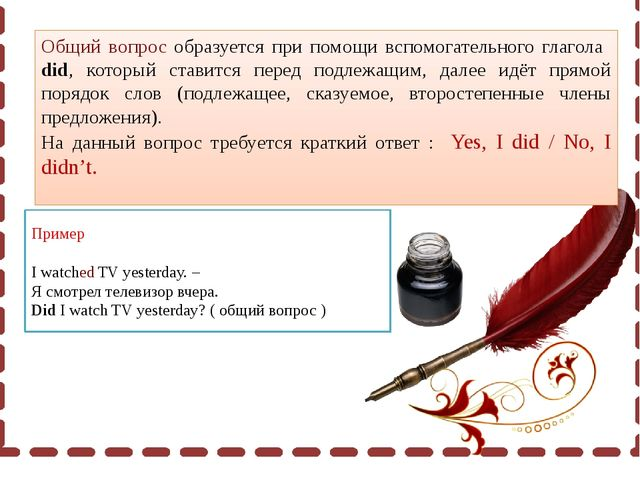 Общий вопрос образуется при помощи вспомогательного глагола
did, который ставится перед подлежащим, далее идёт прямой
порядок слов (подлежащее, сказуемое, второстепенные члены
предложения).
На данный вопрос требуется краткий ответ : Yes, I did / No, I
didn’t.
Пример
I watched TV yesterday. –
Я смотрел телевизор вчера.
Did I watch TV yesterday? ( общий вопрос )